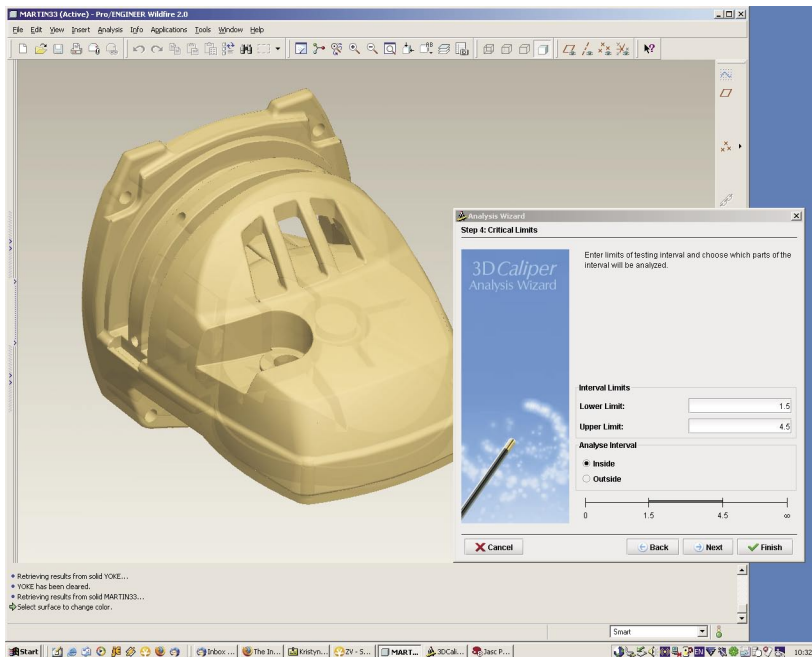 MARTIN33 (Active) - Pro/ENGINEER Wildfire 2.0
File Edit View Insert Analysis Info Applications Tools Window Help
Analysis Wizard
Step 4: Critical Limits
3D Caliper
Analysis Wizard
Enter limits of testing interval and choose which parts of the
interval will be analyzed.
Interval Limits
Lower Limit: 1.5
Upper Limit: 4.5
Analyse Interval
Inside
Outside
0 1.5 4.5 ∞
Cancel Back Next Finish
Retrieving results from solid YOKE...
YOKE has been cleared.
Retrieving results from solid MARTIN33...
Select surface to change color.
Smart
Start Inbox ... The In... Kristyn... ZV - S... MART... 3DCali... Jasc P... EN